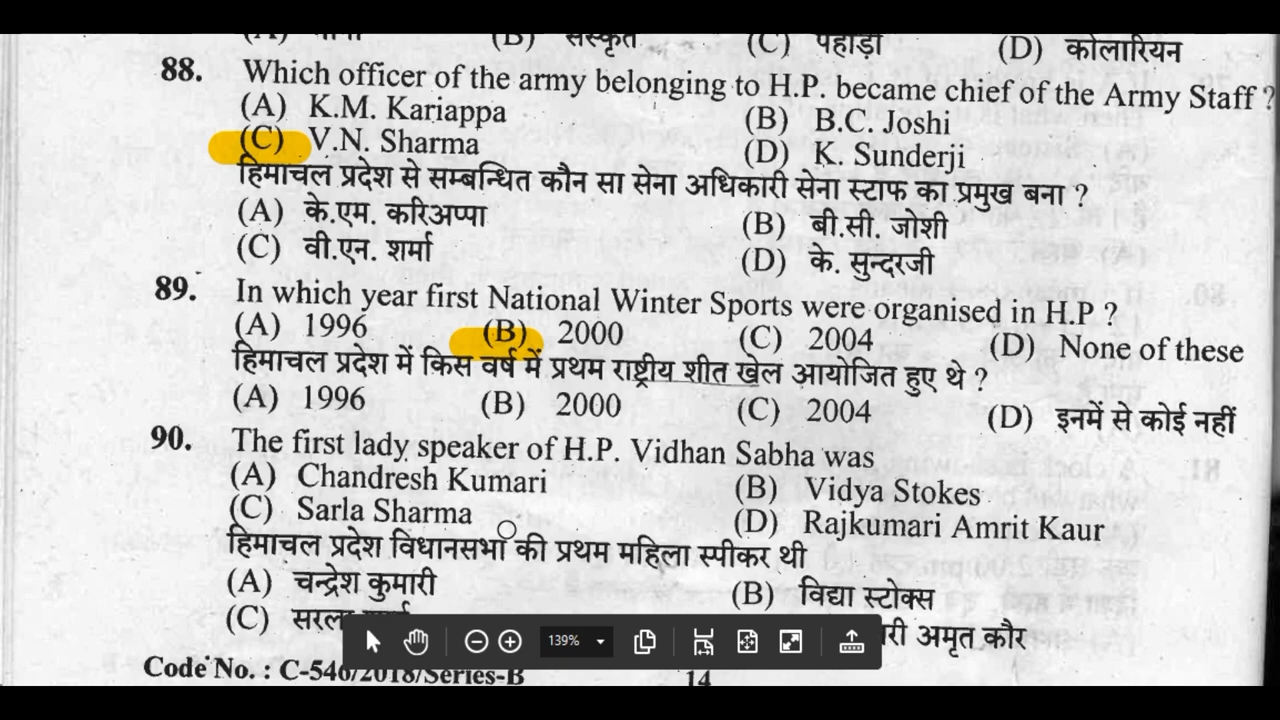 (B) संस्कृत (C) पहाड़ी (D) कोलारियन
88. Which officer of the army belonging to H.P. became chief of the Army Staff ?
(A) K.M. Kariappa (B) B.C. Joshi
(C) V.N. Sharma (D) K. Sunderji
हिमाचल प्रदेश से सम्बन्धित कौन सा सेना अधिकारी सेना स्टाफ का प्रमुख बना ?
(A) के.एम. करिअप्पा (B) बी.सी. जोशी
(C) वी.एन. शर्मा (D) के. सुन्दरजी
89. In which year first National Winter Sports were organised in H.P ?
(A) 1996 (B) 2000 (C) 2004 (D) None of these
हिमाचल प्रदेश में किस वर्ष में प्रथम राष्ट्रीय शीत खेल आयोजित हुए थे ?
(A) 1996 (B) 2000 (C) 2004 (D) इनमें से कोई नहीं
90. The first lady speaker of H.P. Vidhan Sabha was
(A) Chandresh Kumari (B) Vidya Stokes
(C) Sarla Sharma (D) Rajkumari Amrit Kaur
हिमाचल प्रदेश विधानसभा की प्रथम महिला स्पीकर थी
(A) चन्द्रेश कुमारी (B) विद्या स्टोक्स
(C) अमृत कौर
139%
Code No. : C-546/2018/Series-B 14